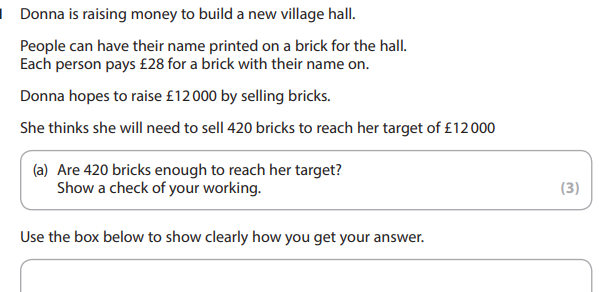 Donna is raising money to build a new village hall.
People can have their name printed on a brick for the hall.
Each person pays £28 for a brick with their name on.
Donna hopes to raise £12 000 by selling bricks.
She thinks she will need to sell 420 bricks to reach her target of £12 000
(a) Are 420 bricks enough to reach her target?
Show a check of your working.
(3)
Use the box below to show clearly how you get your answer.